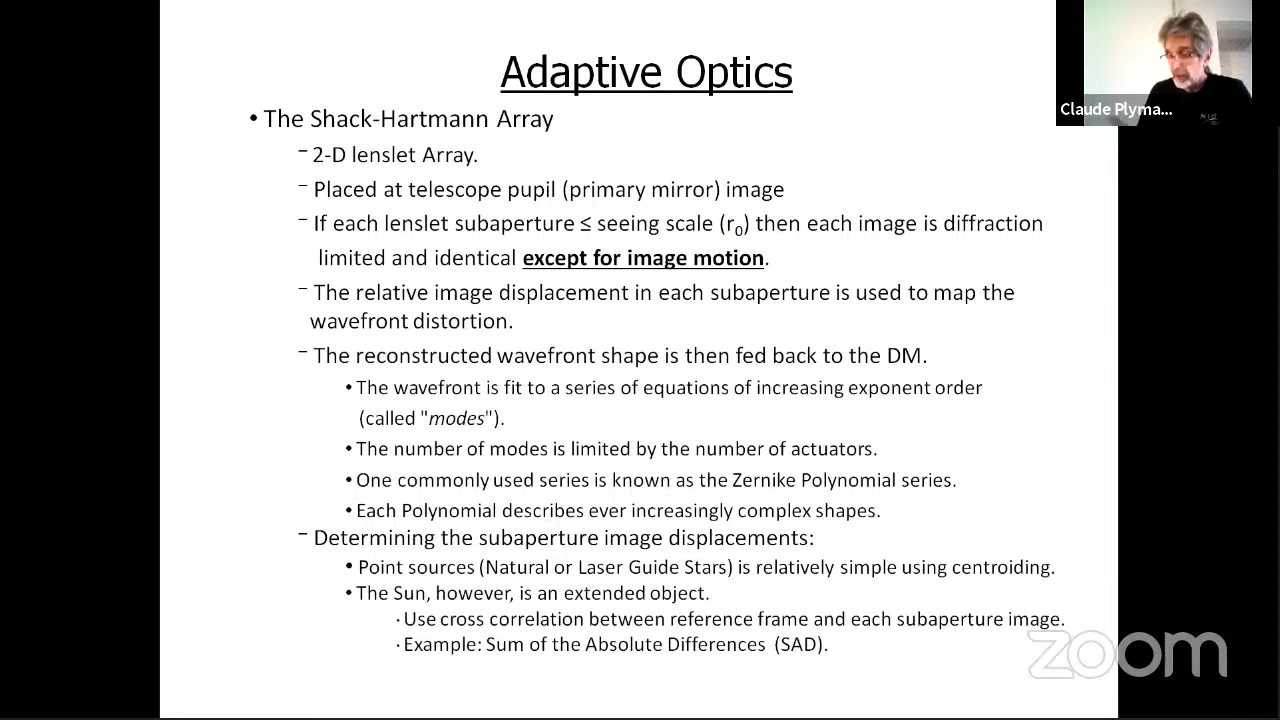 Adaptive Optics
Claude Plyma...
• The Shack-Hartmann Array
– 2-D lenslet Array.
– Placed at telescope pupil (primary mirror) image
– If each lenslet subaperture ≤ seeing scale (r₀) then each image is diffraction
limited and identical except for image motion.
– The relative image displacement in each subaperture is used to map the
wavefront distortion.
– The reconstructed wavefront shape is then fed back to the DM.
• The wavefront is fit to a series of equations of increasing exponent order
(called "modes").
• The number of modes is limited by the number of actuators.
• One commonly used series is known as the Zernike Polynomial series.
• Each Polynomial describes ever increasingly complex shapes.
– Determining the subaperture image displacements:
• Point sources (Natural or Laser Guide Stars) is relatively simple using centroiding.
• The Sun, however, is an extended object.
· Use cross correlation between reference frame and each subaperture image.
· Example: Sum of the Absolute Differences (SAD).
zoom